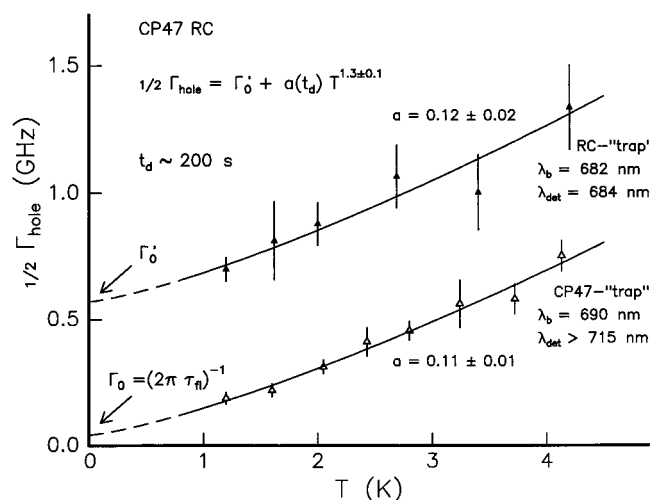 CP47 RC
1/2 Γhole = Γ0' + a(td) T^1.3±0.1
a = 0.12 ± 0.02
td ~ 200 s
RC-"trap"
λb = 682 nm
λdet = 684 nm
Γ0'
CP47-"trap"
λb = 690 nm
λdet > 715 nm
a = 0.11 ± 0.01
Γ0 = (2π τfl)^-1
1/2 Γhole (GHz)
1.5
1.0
0.5
0.0
0 1 2 3 4
T (K)